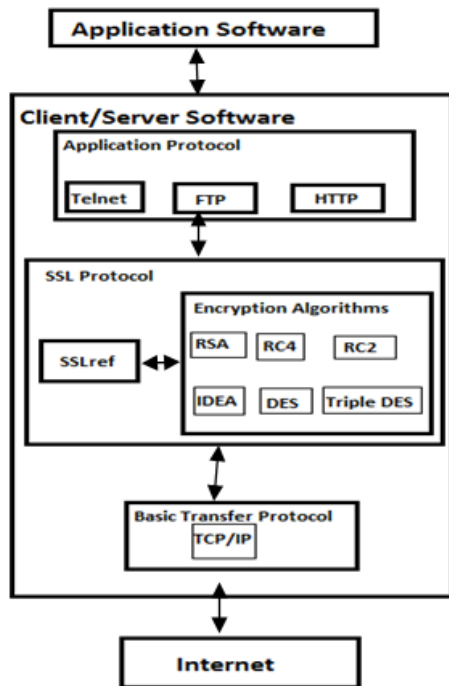 Application Software
Client/Server Software
Application Protocol
Telnet FTP HTTP
SSL Protocol
Encryption Algorithms
RSA RC4 RC2
SSLref
IDEA DES Triple DES
Basic Transfer Protocol
TCP/IP
Internet